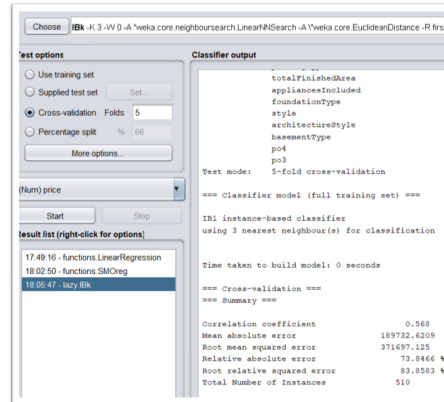 Choose IBk -K 3 -W 0 -A "weka.core.neighboursearch.LinearNNSearch -A \"weka.core.EuclideanDistance -R first
Test options
Use training set
Supplied test set Set...
Cross-validation Folds 5
Percentage split % 66
More options...
(Num) price
Start Stop
Result list (right-click for options)
17:49:16 - functions.LinearRegression
18:02:50 - functions.SMOreg
18:05:47 - lazy.IBk
Classifier output
totalFinishedArea
appliancesIncluded
foundationType
style
architectureStyle
basementType
po4
po3
Test mode: 5-fold cross-validation
=== Classifier model (full training set) ===
IB1 instance-based classifier
using 3 nearest neighbour(s) for classification
Time taken to build model: 0 seconds
=== Cross-validation ===
=== Summary ===
Correlation coefficient 0.568
Mean absolute error 189732.6209
Root mean squared error 371697.125
Relative absolute error 73.8466 %
Root relative squared error 83.8583 %
Total Number of Instances 510